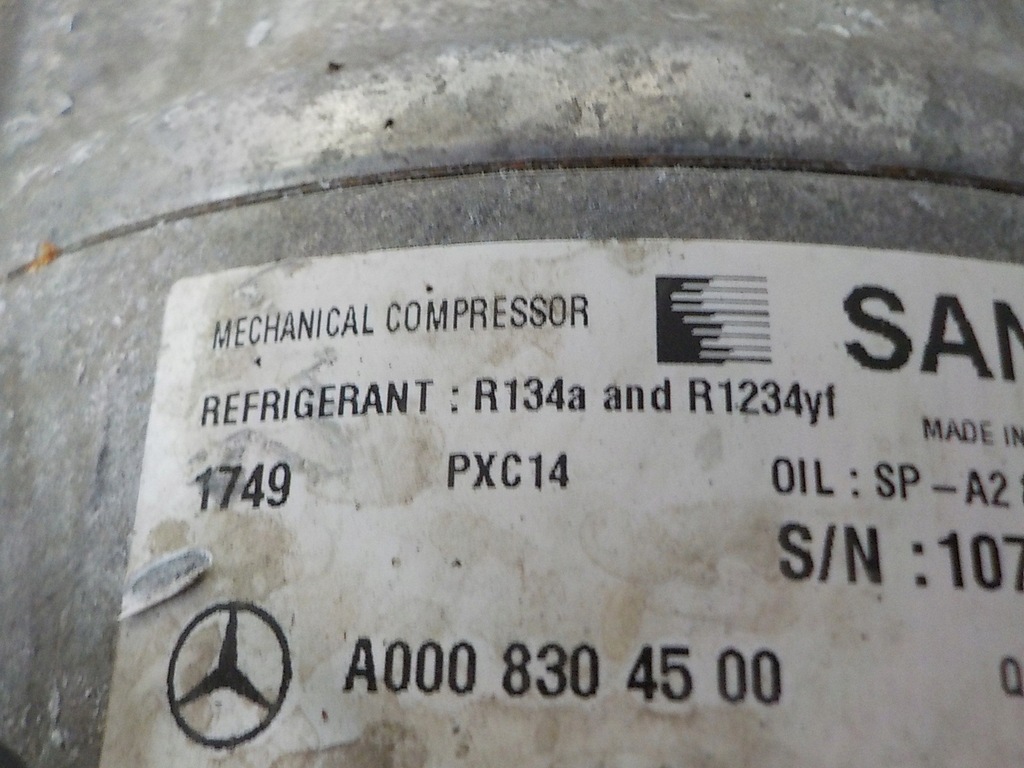 MECHANICAL COMPRESSOR
SAN
REFRIGERANT : R134a and R1234yf
MADE IN
1749 PXC14 OIL : SP-A2
S/N : 107
A000 830 45 00
Q